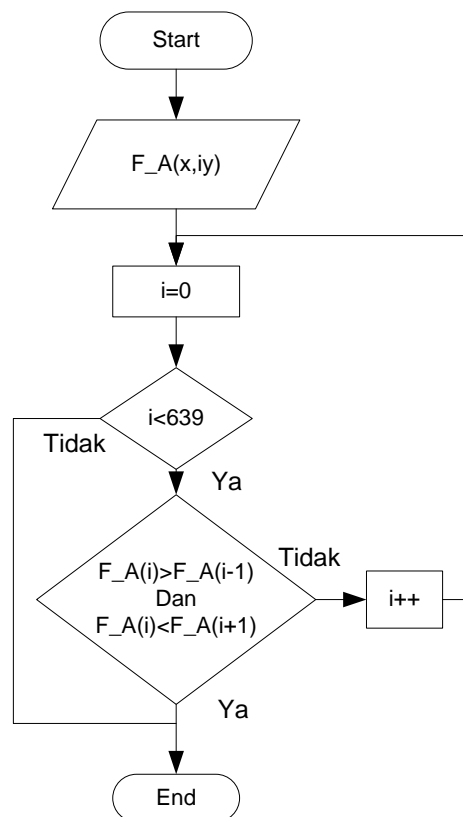 Start
F_A(x,iy)
i=0
i<639
Tidak
Ya
F_A(i)>F_A(i-1)
Dan
F_A(i)<F_A(i+1)
Tidak
i++
Ya
End